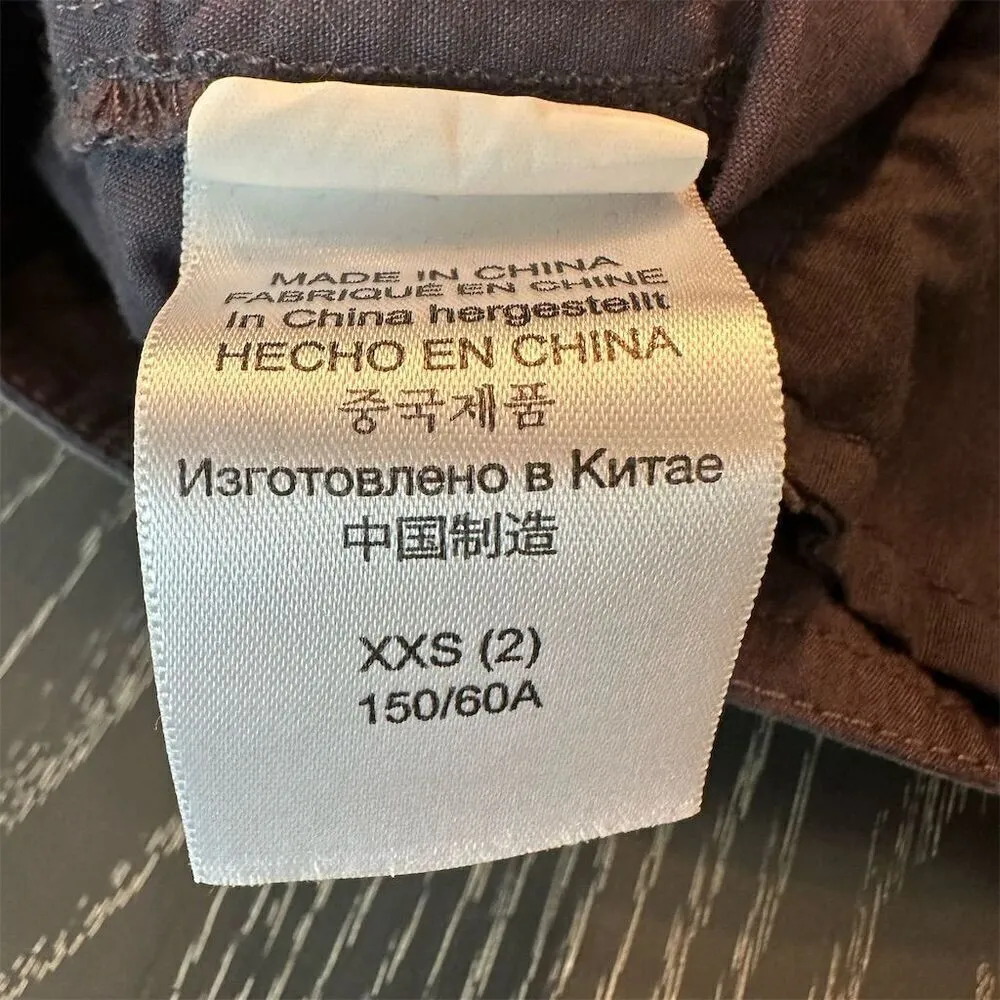 MADE IN CHINA
FABRIQUÉ EN CHINE
In China hergestellt
HECHO EN CHINA
중국제품
Изготовлено в Китае
中国制造
XXS (2)
150/60A